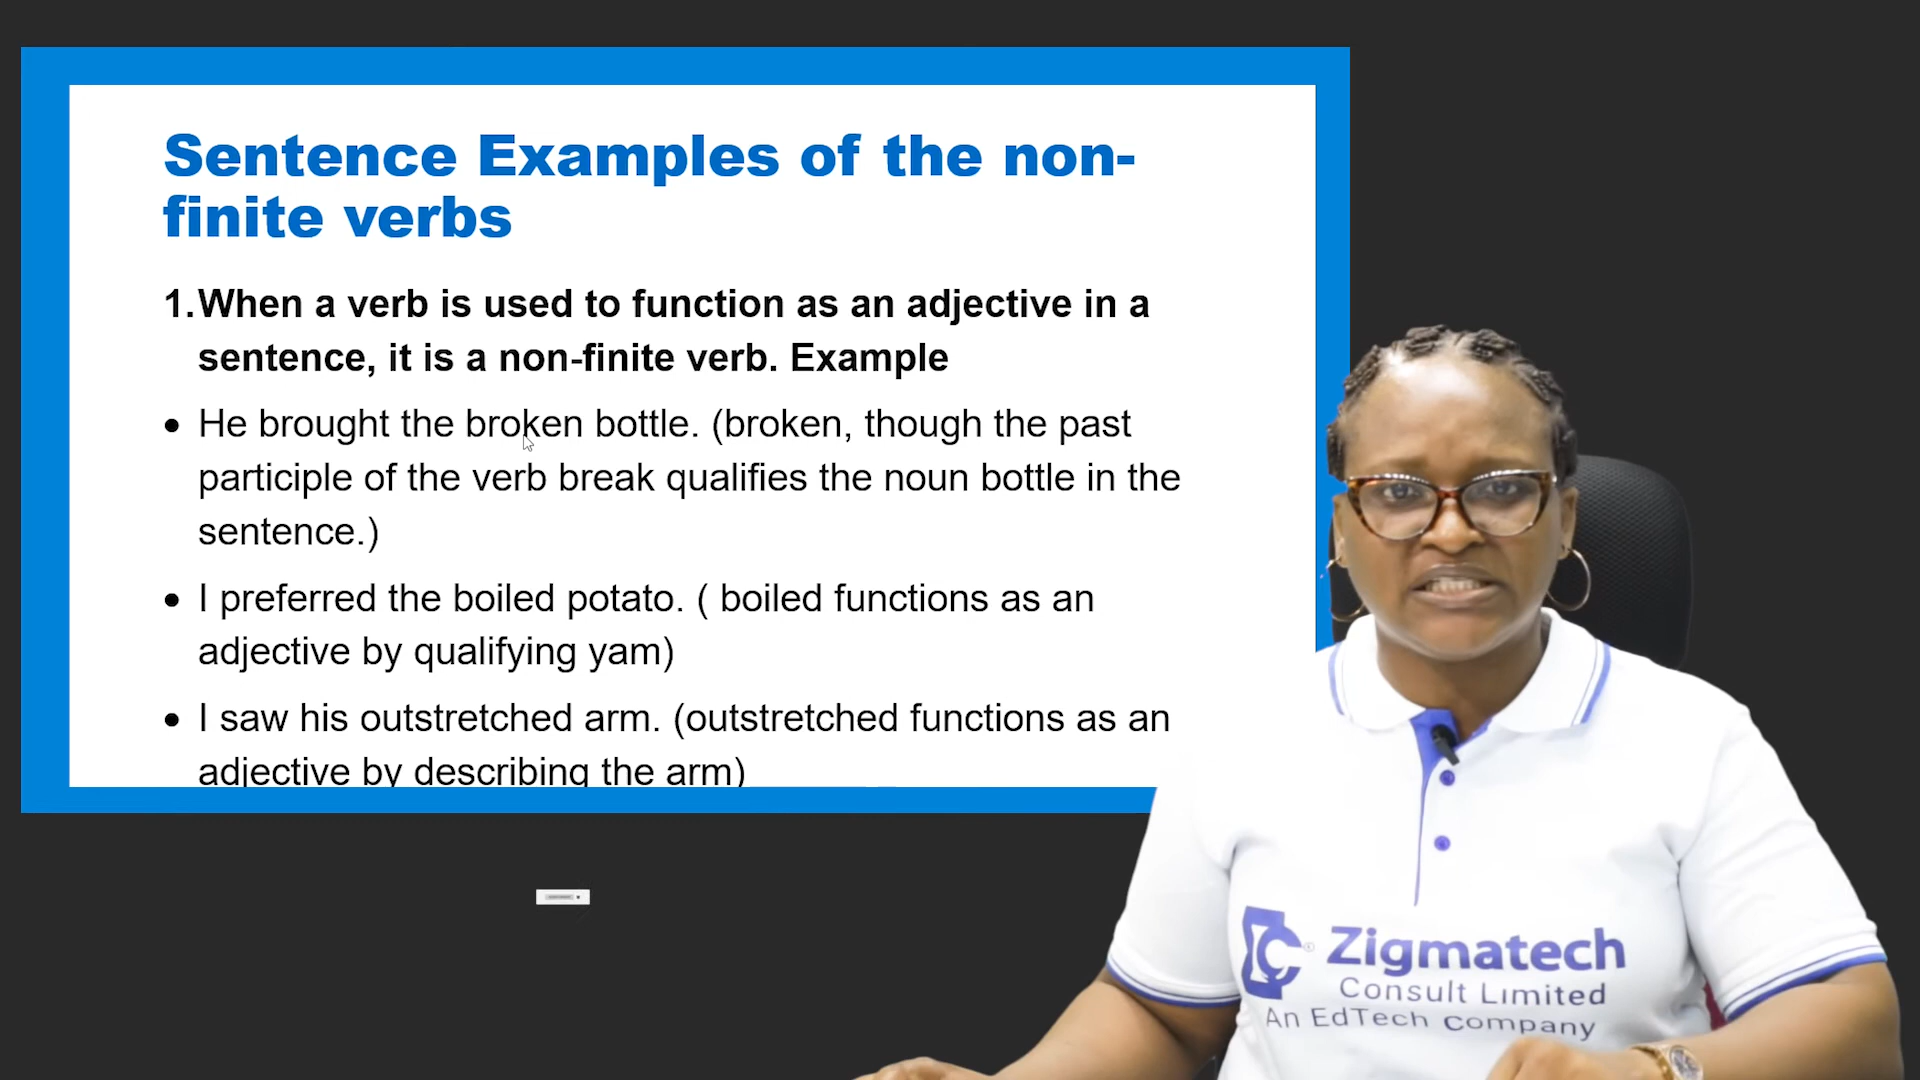 Sentence Examples of the non-
finite verbs
1.When a verb is used to function as an adjective in a
sentence, it is a non-finite verb. Example
• He brought the broken bottle. (broken, though the past
participle of the verb break qualifies the noun bottle in the
sentence.)
• I preferred the boiled potato. ( boiled functions as an
adjective by qualifying yam)
• I saw his outstretched arm. (outstretched functions as an
adjective by describing the arm)
Zigmatech
Consult Limited
An EdTech Company